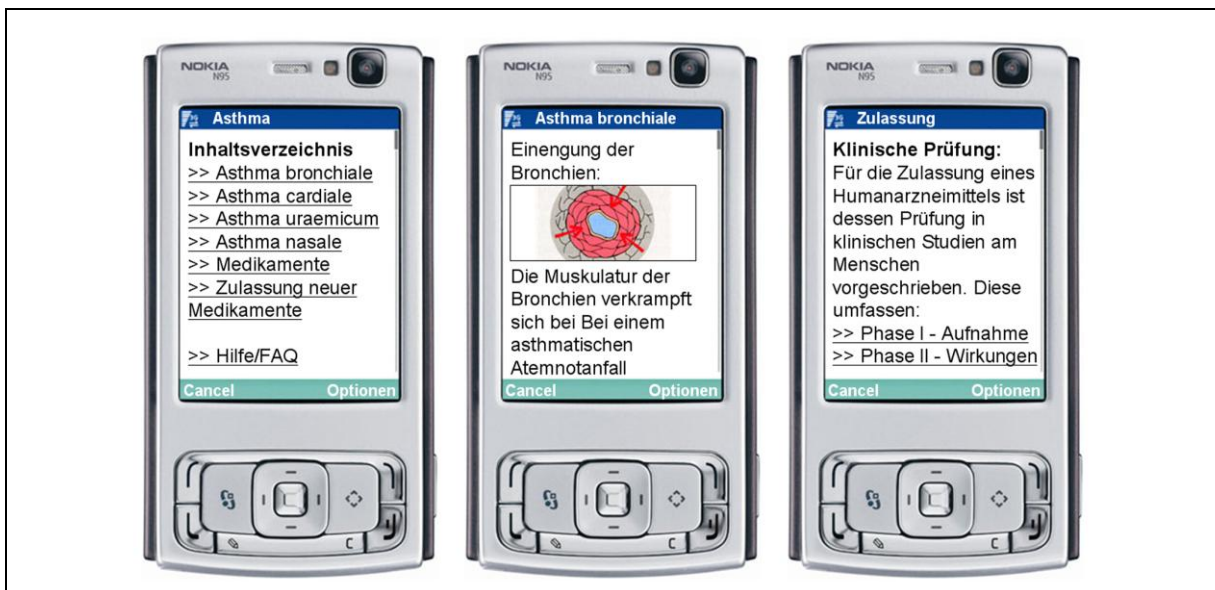 NOKIA
N95
Asthma
Inhaltsverzeichnis
>> Asthma bronchiale
>> Asthma cardiale
>> Asthma uraemicum
>> Asthma nasale
>> Medikamente
>> Zulassung neuer
Medikamente
>> Hilfe/FAQ
Cancel Optionen
C
NOKIA
N95
Asthma bronchiale
Einengung der
Bronchien:
Die Muskulatur der
Bronchien verkrampft
sich bei Bei einem
asthmatischen
Atemnotanfall
Cancel Optionen
C
NOKIA
N95
Zulassung
Klinische Prüfung:
Für die Zulassung eines
Humanarzneimittels ist
dessen Prüfung in
klinischen Studien am
Menschen
vorgeschrieben. Diese
umfassen:
>> Phase I - Aufnahme
>> Phase II - Wirkungen
Cancel Optionen
C